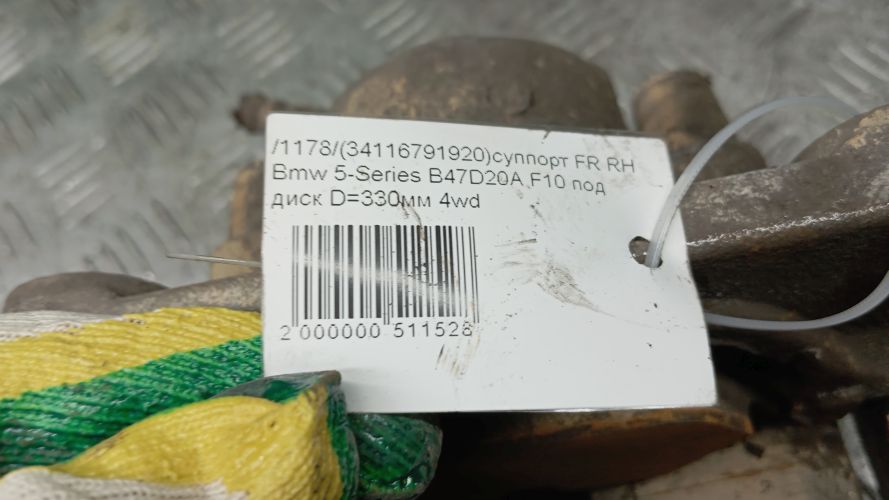 /1178/(34116791920)суппорт FR RH
Bmw 5-Series B47D20A F10 под
диск D=330мм 4wd
2 000000 511528